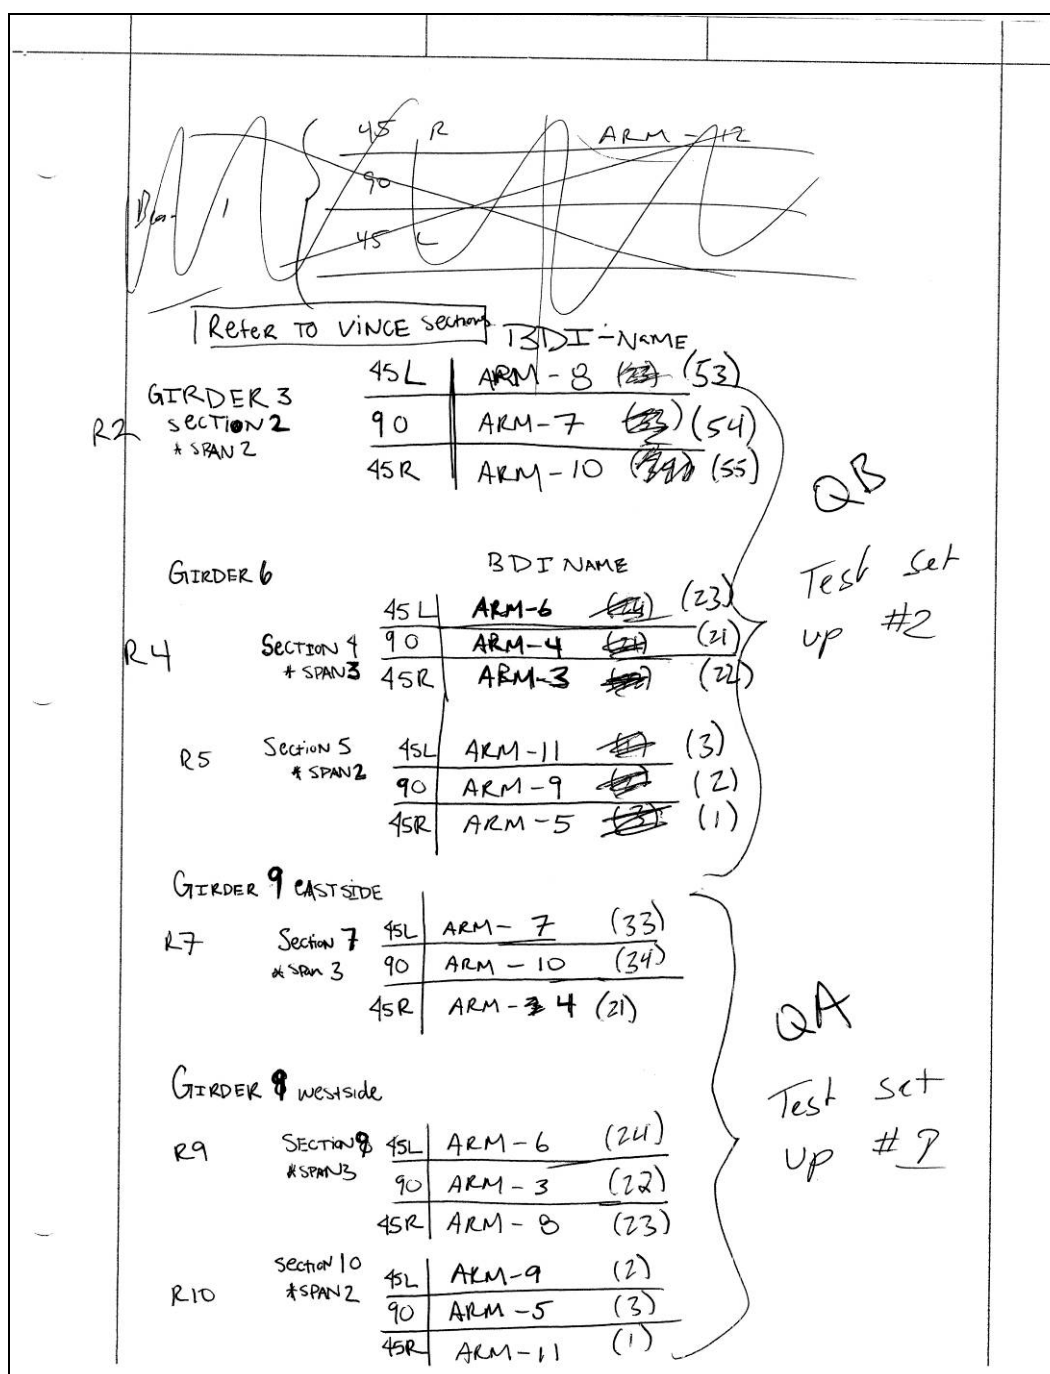 45 R ARM-12
90
45 L
Refer TO VINCE Sections
BDI-NAME
GIRDER 3
45L ARM-8 (53)
R2 SECTION 2 90 ARM-7 (54)
* SPAN 2
45R ARM-10 (55)
QB
Test set
up #2
GIRDER 6
BDI NAME
45L ARM-6 (24) (23)
R4 SECTION 4 90 ARM-4 (21) (21)
* SPAN 3 45R ARM-3 (22) (22)
R5 Section 5 45L ARM-11 (1) (3)
* SPAN 2 90 ARM-9 (2) (2)
45R ARM-5 (3) (1)
GIRDER 9 EASTSIDE
R7 Section 7 45L ARM-7 (33)
* SPAN 3 90 ARM-10 (34)
45R ARM-4 (21)
QA
Test set
up #
GIRDER 9 westside
R9 SECTION 9 45L ARM-6 (24)
* SPAN 3 90 ARM-3 (22)
45R ARM-8 (23)
Section 10 45L ARM-9 (2)
R10 * SPAN 2 90 ARM-5 (3)
45R ARM-11 (1)